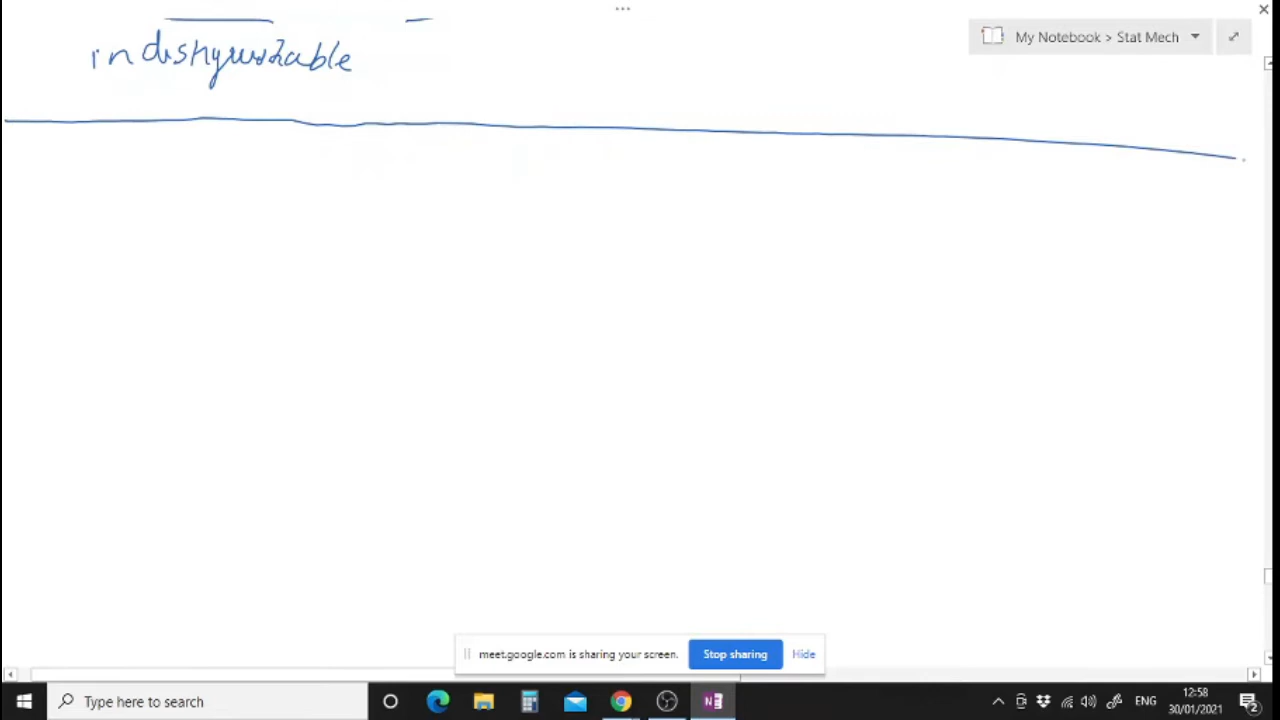 indistinguishable
My Notebook > Stat Mech
meet.google.com is sharing your screen.
Stop sharing
Hide
Type here to search
ENG
12:58
30/01/2021
2